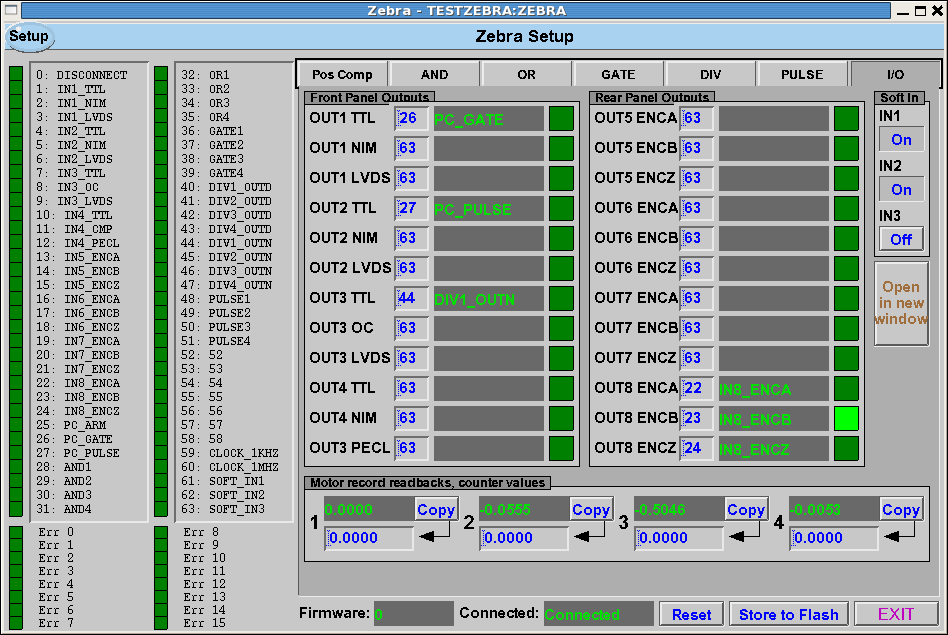 Zebra - TESTZEBRA:ZEBRA
Setup
Zebra Setup
0: DISCONNECT
1: IN1_TTL
2: IN1_NIM
3: IN1_LVDS
4: IN2_TTL
5: IN2_NIM
6: IN2_LVDS
7: IN3_TTL
8: IN3_OC
9: IN3_LVDS
10: IN4_TTL
11: IN4_CMP
12: IN4_PECL
13: IN5_ENCA
14: IN5_ENCB
15: IN5_ENCZ
16: IN6_ENCA
17: IN6_ENCB
18: IN6_ENCZ
19: IN7_ENCA
20: IN7_ENCB
21: IN7_ENCZ
22: IN8_ENCA
23: IN8_ENCB
24: IN8_ENCZ
25: PC_ARM
26: PC_GATE
27: PC_PULSE
28: AND1
29: AND2
30: AND3
31: AND4
32: OR1
33: OR2
34: OR3
35: OR4
36: GATE1
37: GATE2
38: GATE3
39: GATE4
40: DIV1_OUTD
41: DIV2_OUTD
42: DIV3_OUTD
43: DIV4_OUTD
44: DIV1_OUTN
45: DIV2_OUTN
46: DIV3_OUTN
47: DIV4_OUTN
48: PULSE1
49: PULSE2
50: PULSE3
51: PULSE4
52: 52
53: 53
54: 54
55: 55
56: 56
57: 57
58: 58
59: CLOCK_1KHZ
60: CLOCK_1MHZ
61: SOFT_IN1
62: SOFT_IN2
63: SOFT_IN3
Err 0
Err 1
Err 2
Err 3
Err 4
Err 5
Err 6
Err 7
Err 8
Err 9
Err 10
Err 11
Err 12
Err 13
Err 14
Err 15
Pos Comp AND OR GATE DIV PULSE I/O
Front Panel Outputs
OUT1 TTL 26 PC_GATE
OUT1 NIM 63
OUT1 LVDS 63
OUT2 TTL 27 PC_PULSE
OUT2 NIM 63
OUT2 LVDS 63
OUT3 TTL 44 DIV1_OUTN
OUT3 OC 63
OUT3 LVDS 63
OUT4 TTL 63
OUT4 NIM 63
OUT3 PECL 63
Rear Panel Outputs
OUT5 ENCA 63
OUT5 ENCB 63
OUT5 ENCZ 63
OUT6 ENCA 63
OUT6 ENCB 63
OUT6 ENCZ 63
OUT7 ENCA 63
OUT7 ENCB 63
OUT7 ENCZ 63
OUT8 ENCA 22 IN8_ENCA
OUT8 ENCB 23 IN8_ENCB
OUT8 ENCZ 24 IN8_ENCZ
Soft In
IN1
On
IN2
On
IN3
Off
Open
in new
window
Motor record readbacks, counter values
1 0.0000 Copy 0.0000
2 -0.0555 Copy 0.0000
3 -0.5046 Copy 0.0000
4 -0.0053 Copy 0.0000
Firmware: 0 Connected: Connected Reset Store to Flash EXIT